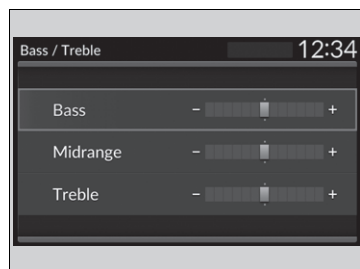 Bass / Treble 12:34
Bass - +
Midrange - +
Treble - +